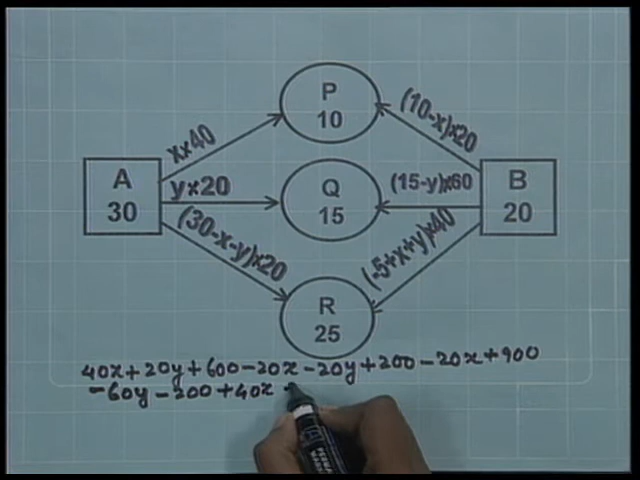 P
10
x×40
(10-x)×20
A
30
y×20
Q
15
(15-y)×60
B
20
(30-x-y)×20
(-5+x+y)×40
R
25
40x+20y+600-20x-20y+200-20x+900
-60y-200+40x